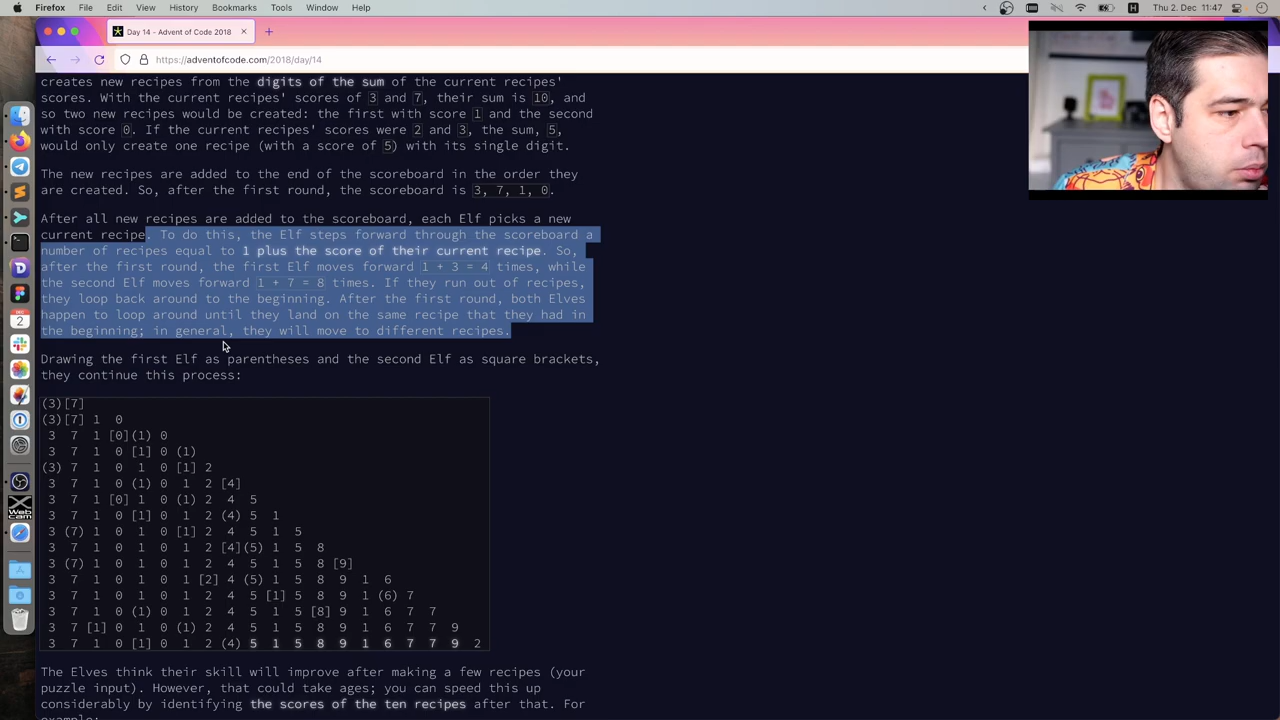 Firefox File Edit View History Bookmarks Tools Window Help
Thu 2. Dec 11:47
Day 14 - Advent of Code 2018
https://adventofcode.com/2018/day/14
creates new recipes from the digits of the sum of the current recipes'
scores. With the current recipes' scores of 3 and 7, their sum is 10, and
so two new recipes would be created: the first with score 1 and the second
with score 0. If the current recipes' scores were 2 and 3, the sum, 5,
would only create one recipe (with a score of 5) with its single digit.
The new recipes are added to the end of the scoreboard in the order they
are created. So, after the first round, the scoreboard is 3, 7, 1, 0.
After all new recipes are added to the scoreboard, each Elf picks a new
current recipe. To do this, the Elf steps forward through the scoreboard a
number of recipes equal to 1 plus the score of their current recipe. So,
after the first round, the first Elf moves forward 1 + 3 = 4 times, while
the second Elf moves forward 1 + 7 = 8 times. If they run out of recipes,
they loop back around to the beginning. After the first round, both Elves
happen to loop around until they land on the same recipe that they had in
the beginning; in general, they will move to different recipes.
Drawing the first Elf as parentheses and the second Elf as square brackets,
they continue this process:
(3)[7]
(3)[7] 1 0
3 7 1 [0](1) 0
3 7 1 0 [1] 0 (1)
(3) 7 1 0 1 0 [1] 2
3 7 1 0 (1) 0 1 2 [4]
3 7 1 [0] 1 0 (1) 2 4 5
3 7 1 0 [1] 0 1 2 (4) 5 1
3 (7) 1 0 1 0 [1] 2 4 5 1 5
3 7 1 0 1 0 1 2 [4](5) 1 5 8
3 (7) 1 0 1 0 1 2 4 5 1 5 8 [9]
3 7 1 0 1 0 1 [2] 4 (5) 1 5 8 9 1 6
3 7 1 0 1 0 1 2 4 5 [1] 5 8 9 1 (6) 7
3 7 1 0 (1) 0 1 2 4 5 1 5 [8] 9 1 6 7 7
3 7 [1] 0 1 0 (1) 2 4 5 1 5 8 9 1 6 7 7 9
3 7 1 0 [1] 0 1 2 (4) 5 1 5 8 9 1 6 7 7 9 2
The Elves think their skill will improve after making a few recipes (your
puzzle input). However, that could take ages; you can speed this up
considerably by identifying the scores of the ten recipes after that. For
example:
DEC
2
Web
cam